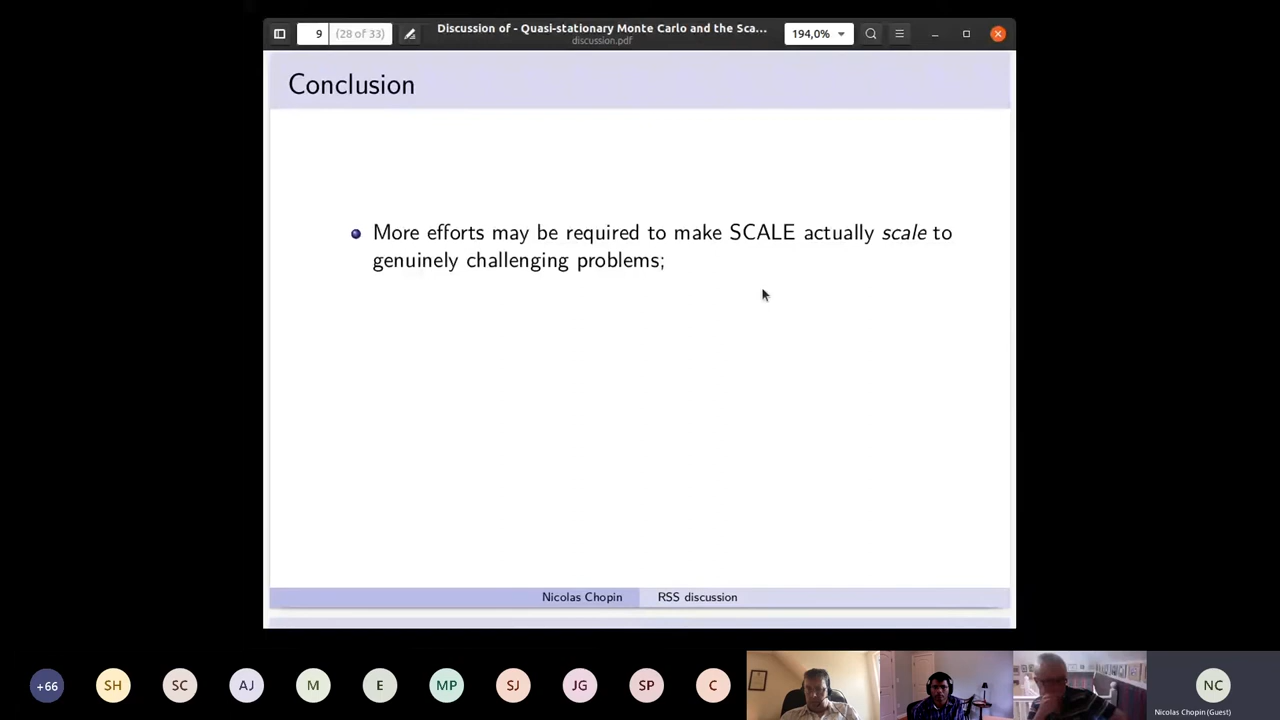 9
(28 of 33)
Discussion of - Quasi-stationary Monte Carlo and the Sca...
discussion.pdf
194,0%
Conclusion
More efforts may be required to make SCALE actually scale to
genuinely challenging problems;
Nicolas Chopin
RSS discussion
+66
SH
SC
AJ
M
E
MP
SJ
JG
SP
C
NC
Nicolas Chopin (Guest)